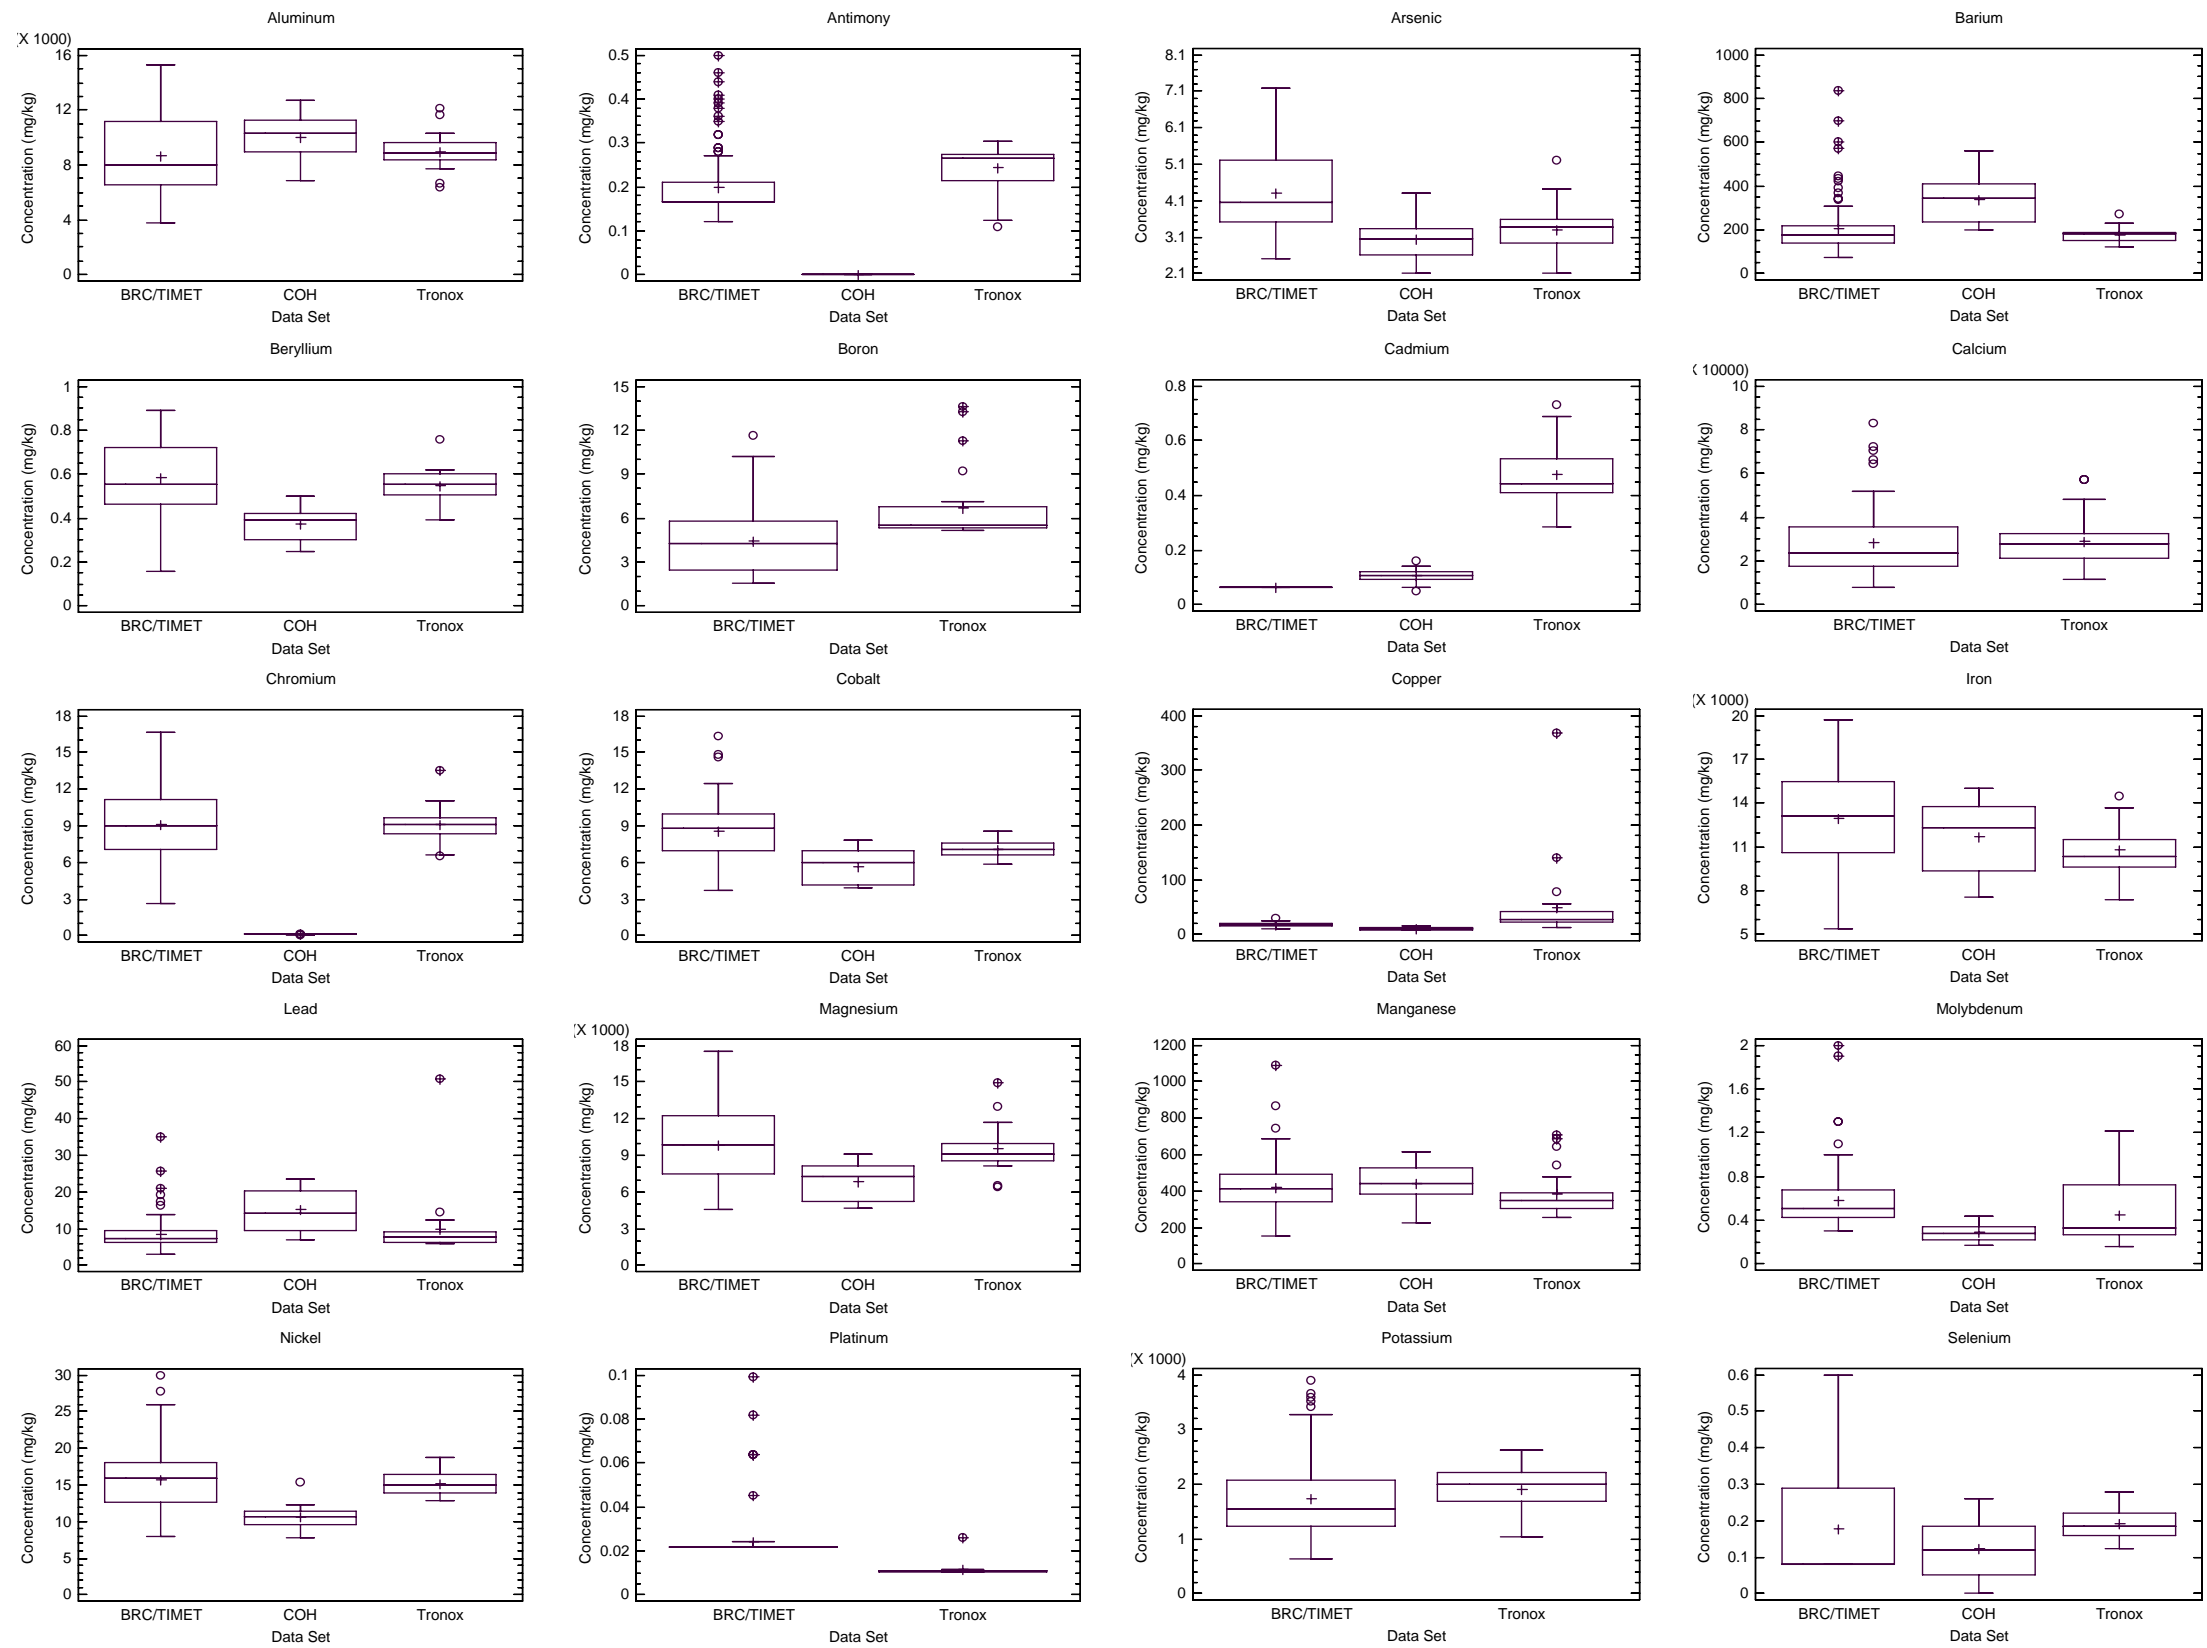 Aluminum
(X 1000)
16
12
8
4
0
Concentration (mg/kg)
BRC/TIMET COH Tronox
Data Set
Antimony
0.5
0.4
0.3
0.2
0.1
0
Concentration (mg/kg)
BRC/TIMET COH Tronox
Data Set
Arsenic
8.1
7.1
6.1
5.1
4.1
3.1
2.1
Concentration (mg/kg)
BRC/TIMET COH Tronox
Data Set
Barium
1000
800
600
400
200
0
Concentration (mg/kg)
BRC/TIMET COH Tronox
Data Set
Beryllium
1
0.8
0.6
0.4
0.2
0
Concentration (mg/kg)
BRC/TIMET COH Tronox
Data Set
Boron
15
12
9
6
3
0
Concentration (mg/kg)
BRC/TIMET Tronox
Data Set
Cadmium
0.8
0.6
0.4
0.2
0
Concentration (mg/kg)
BRC/TIMET COH Tronox
Data Set
Calcium
(X 10000)
10
8
6
4
2
0
Concentration (mg/kg)
BRC/TIMET Tronox
Data Set
Chromium
18
15
12
9
6
3
0
Concentration (mg/kg)
BRC/TIMET COH Tronox
Data Set
Cobalt
18
15
12
9
6
3
0
Concentration (mg/kg)
BRC/TIMET COH Tronox
Data Set
Copper
400
300
200
100
0
Concentration (mg/kg)
BRC/TIMET COH Tronox
Data Set
Iron
(X 1000)
20
17
14
11
8
5
Concentration (mg/kg)
BRC/TIMET COH Tronox
Data Set
Lead
60
50
40
30
20
10
0
Concentration (mg/kg)
BRC/TIMET COH Tronox
Data Set
Magnesium
(X 1000)
18
15
12
9
6
3
0
Concentration (mg/kg)
BRC/TIMET COH Tronox
Data Set
Manganese
1200
1000
800
600
400
200
0
Concentration (mg/kg)
BRC/TIMET COH Tronox
Data Set
Molybdenum
2
1.6
1.2
0.8
0.4
0
Concentration (mg/kg)
BRC/TIMET COH Tronox
Data Set
Nickel
30
25
20
15
10
5
0
Concentration (mg/kg)
BRC/TIMET COH Tronox
Data Set
Platinum
0.1
0.08
0.06
0.04
0.02
0
Concentration (mg/kg)
BRC/TIMET Tronox
Data Set
Potassium
(X 1000)
4
3
2
1
0
Concentration (mg/kg)
BRC/TIMET Tronox
Data Set
Selenium
0.6
0.5
0.4
0.3
0.2
0.1
0
Concentration (mg/kg)
BRC/TIMET COH Tronox
Data Set